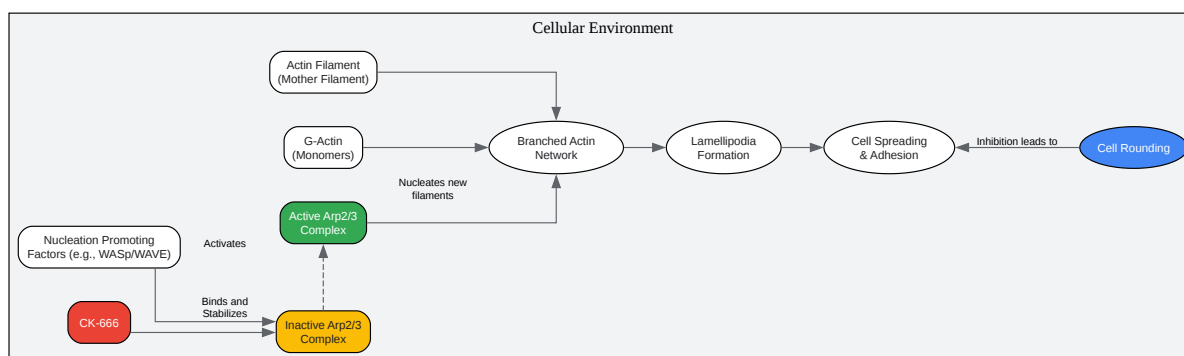 Cellular Environment
Actin Filament
(Mother Filament)
G-Actin
(Monomers)
Branched Actin
Network
Lamellipodia
Formation
Cell Spreading
& Adhesion
Inhibition leads to
Cell Rounding
Nucleates new
filaments
Active Arp2/3
Complex
Nucleation Promoting
Factors (e.g., WASp/WAVE)
Activates
Binds and
Stabilizes
CK-666
Inactive Arp2/3
Complex